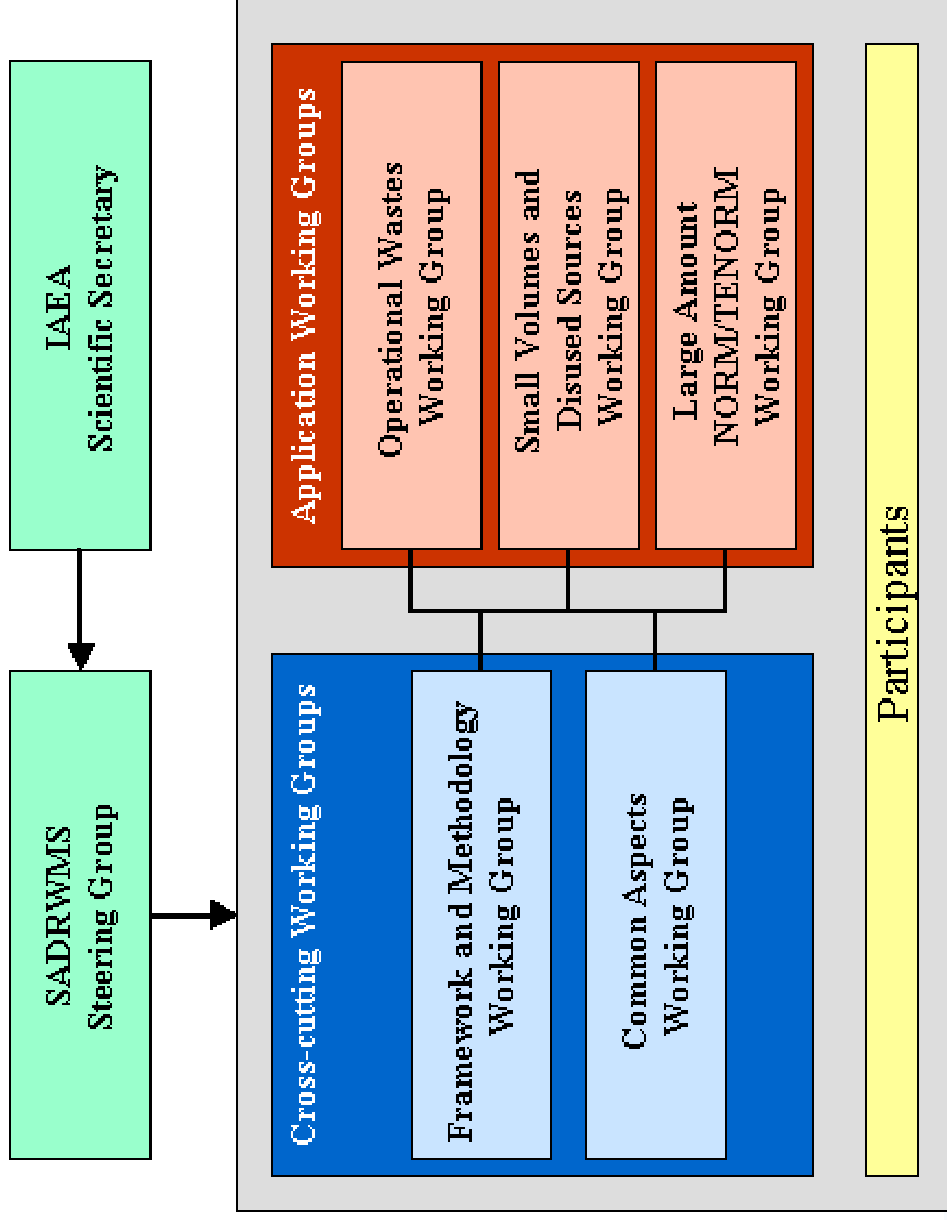 SADRWMS
Steering Group
IAEA
Scientific Secretary
Cross-cutting Working Groups
Framework and Methodology
Working Group
Common Aspects
Working Group
Application Working Groups
Operational Wastes
Working Group
Small Volumes and
Disused Sources
Working Group
Large Amount
NORM/TENORM
Working Group
Participants